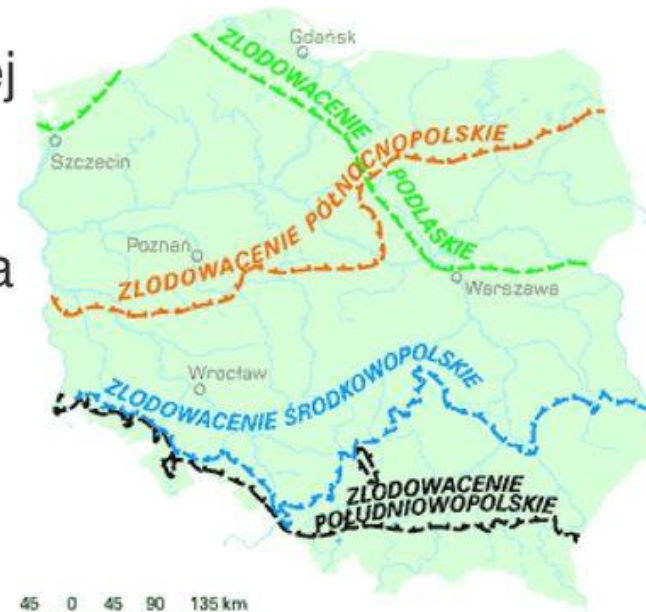 ej
a
Gdańsk
ZLODOWACENIE
PODLASKIE
Szczecin
ZLODOWACENIE PÓŁNOCNOPOLSKIE
Poznań
Warszawa
Wrocław
ZLODOWACENIE ŚRODKOWOPOLSKIE
ZLODOWACENIE
POŁUDNIOWOPOLSKIE
45 0 45 90 135 km